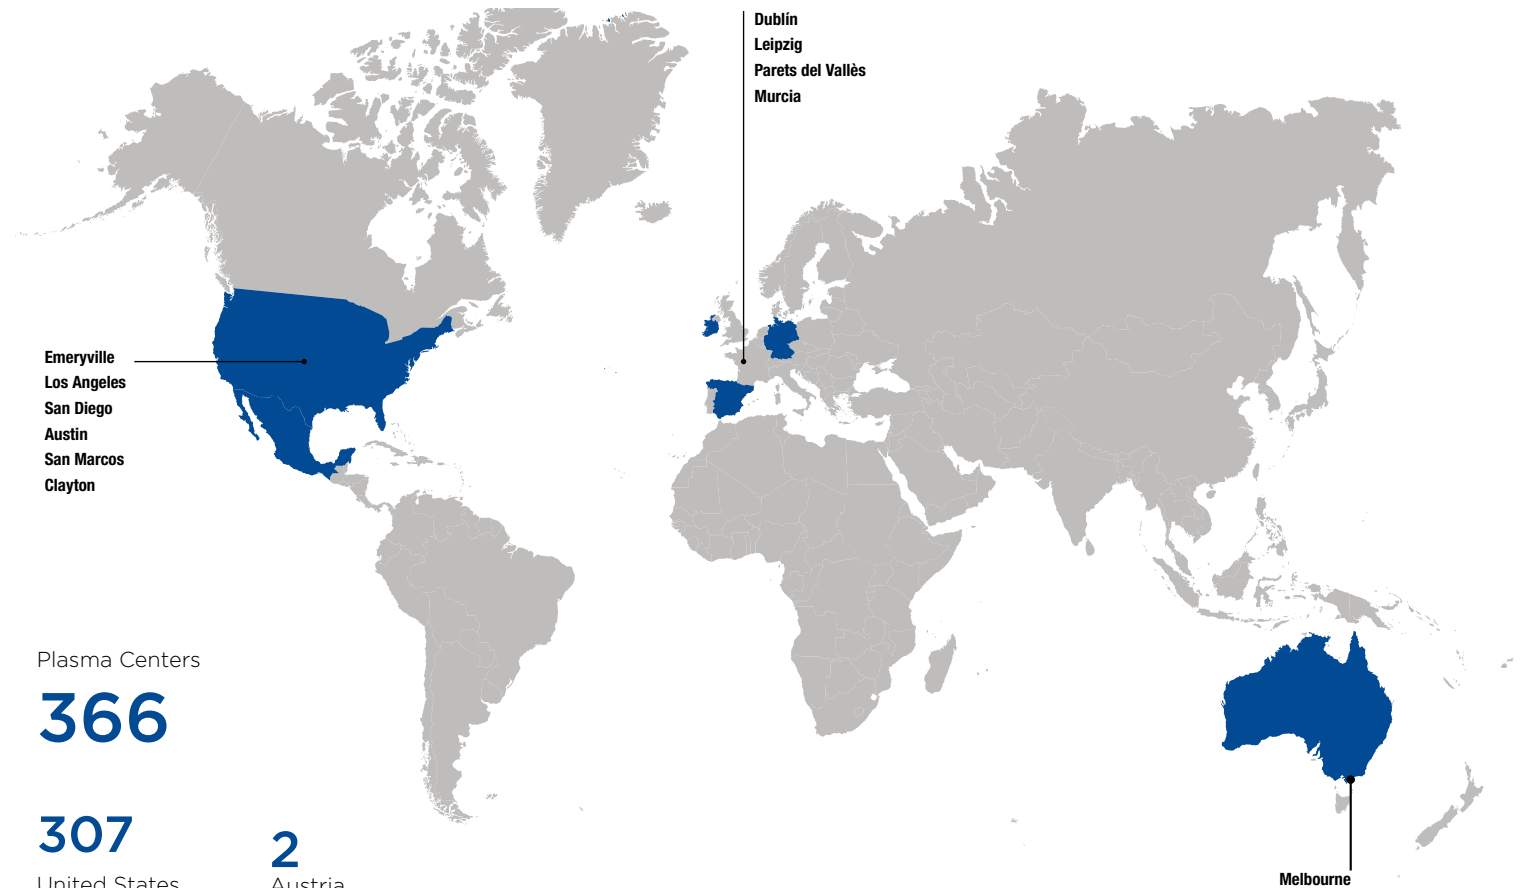 Dublín
Leipzig
Parets del Vallès
Murcia
Emeryville
Los Angeles
San Diego
Austin
San Marcos
Clayton
Plasma Centers
366
307
United States
2
Austria
Melbourne